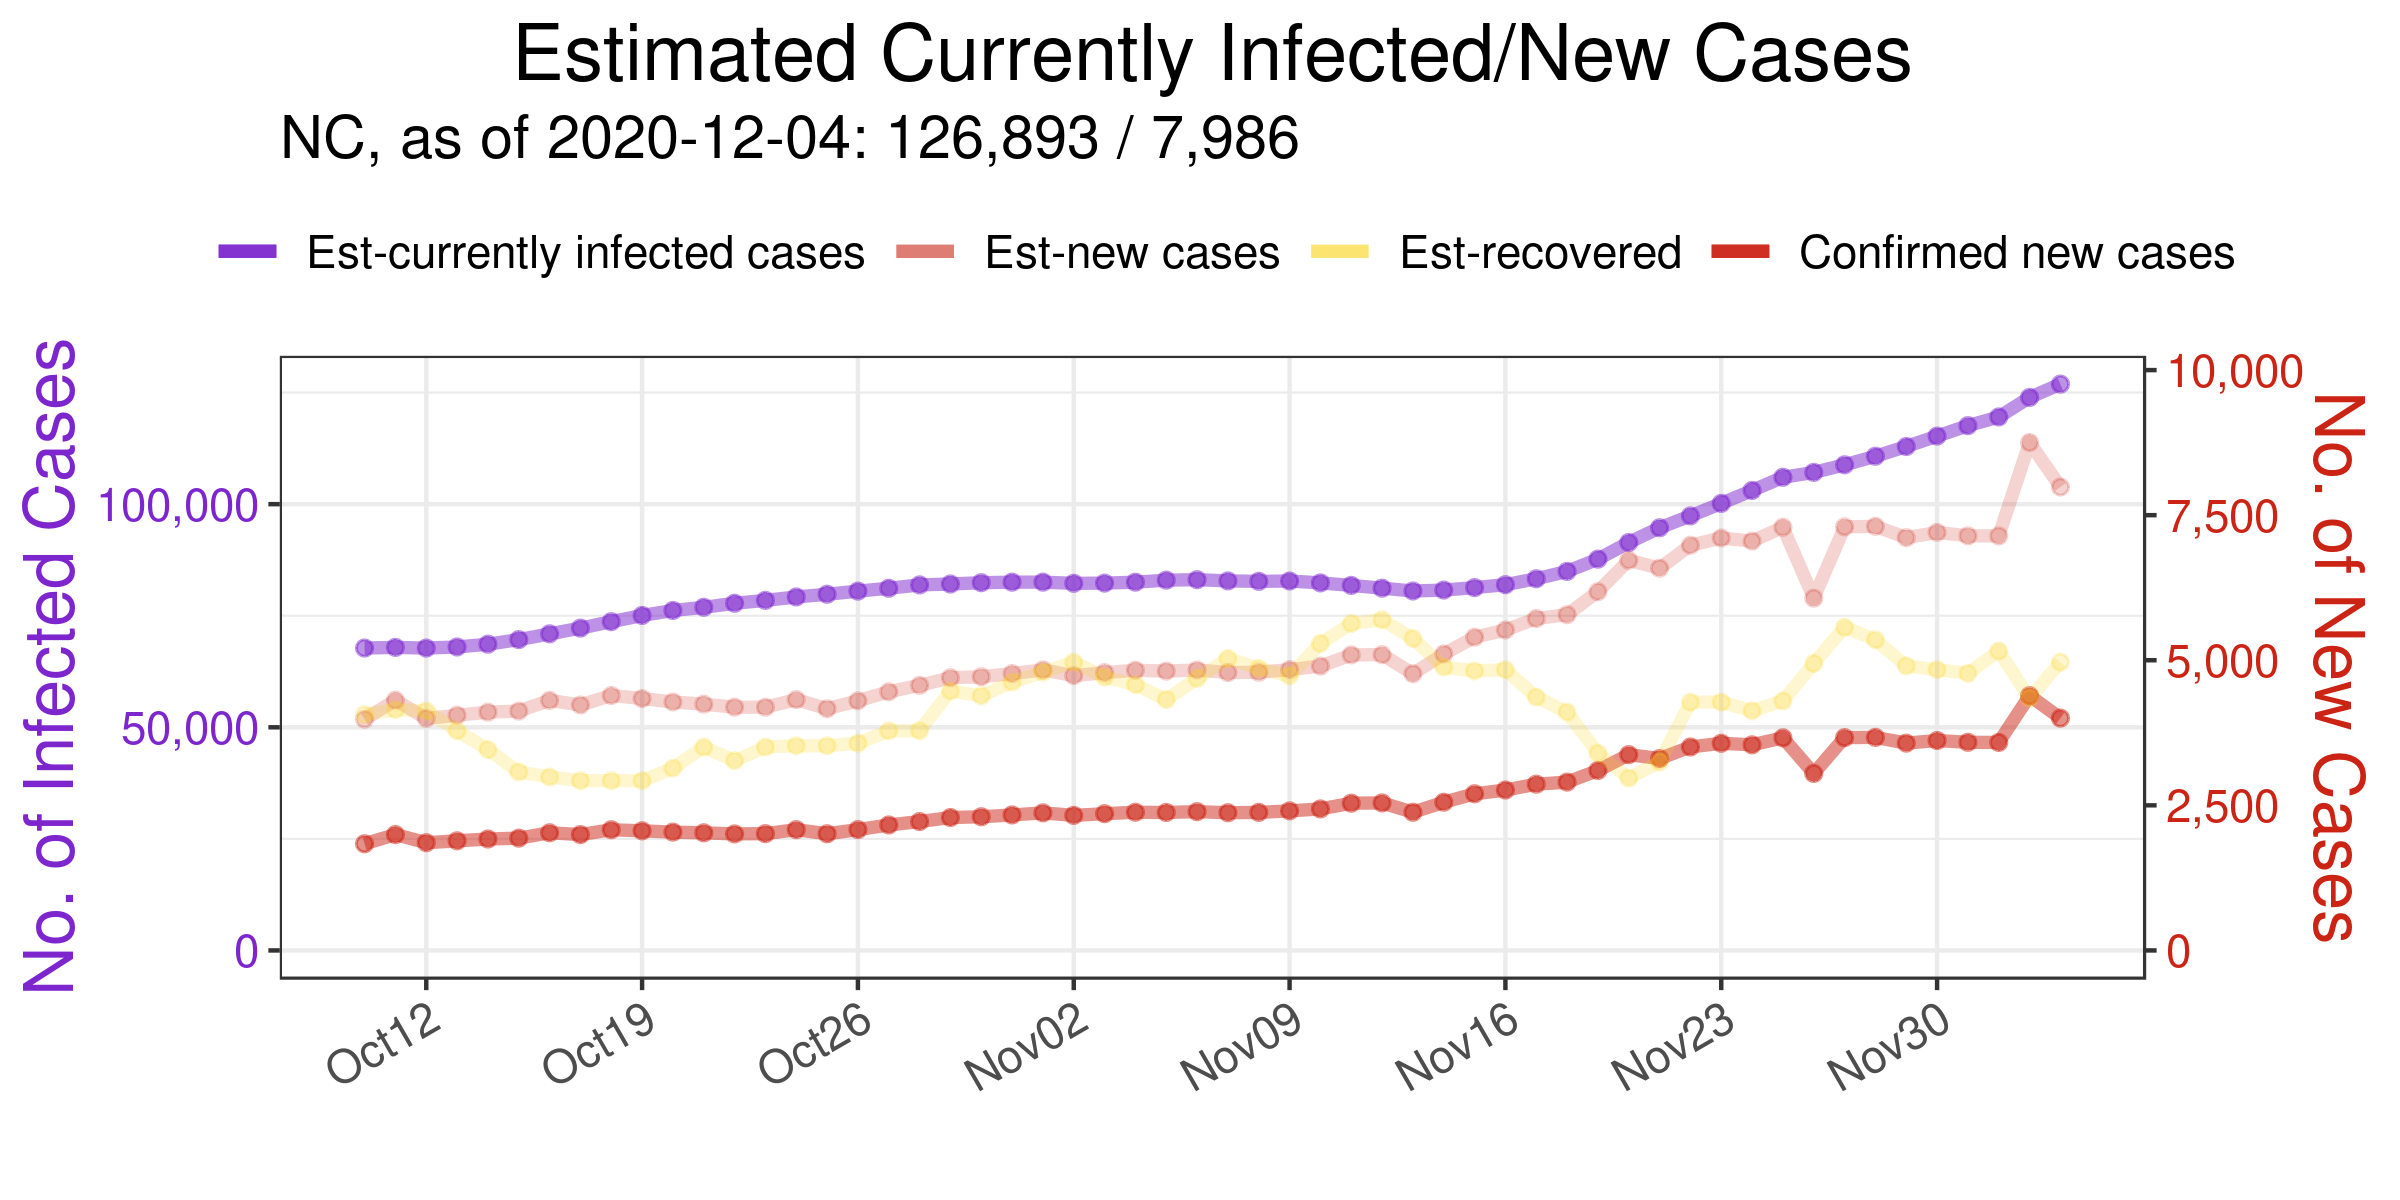 Estimated Currently Infected/New Cases
NC, as of 2020-12-04: 126,893 / 7,986
Est-currently infected cases Est-new cases Est-recovered Confirmed new cases
No. of Infected Cases
100,000
50,000
0
10,000
7,500
5,000
2,500
0
No. of New Cases
Oct12 Oct19 Oct26 Nov02 Nov09 Nov16 Nov23 Nov30